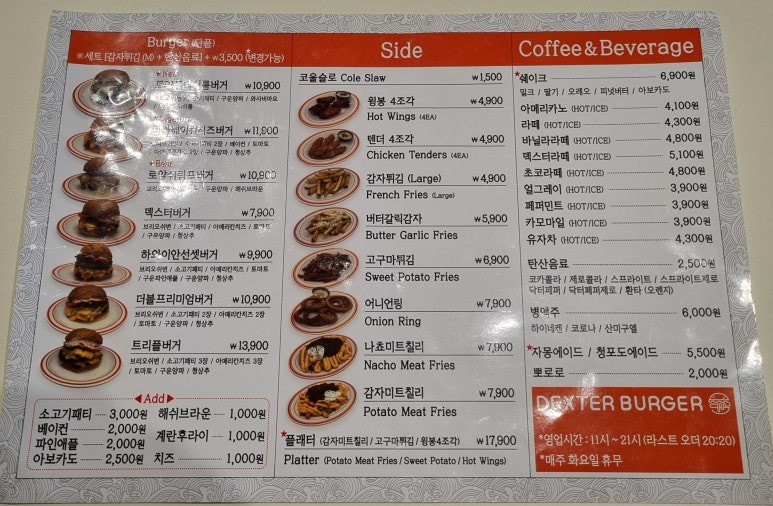 Burger (단품)
※세트 [감자튀김 (M) + 탄산음료] + ₩3,500 (변경가능)
New
₩10,900
₩11,900
Best
로얄쉬림프버거 ₩10,900
덱스터버거 ₩7,900
브리오쉬번 / 소고기패티 / 아메리칸치즈 / 토마토
/ 구운양파 / 청상추
하와이안선셋버거 ₩9,900
브리오쉬번 / 소고기패티 / 아메리칸치즈 / 토마토
/ 구운파인애플 / 청상추
더블프리미엄버거 ₩10,900
브리오쉬번 / 소고기패티 2장 / 아메리칸치즈 2장
/ 토마토 / 구운양파 / 청상추
트리플버거 ₩13,900
브리오쉬번 / 소고기패티 3장 / 아메리칸치즈 3장
/ 토마토 / 구운양파 / 청상추
◀Add▶
소고기패티 3,000원 해쉬브라운 1,000원
베이컨 2,000원
파인애플 2,000원 계란후라이 1,000원
아보카도 2,500원 치즈 1,000원
Side
코울슬로 Cole Slaw ₩1,500
윙봉 4조각 ₩4,900
Hot Wings (4EA)
텐더 4조각 ₩4,900
Chicken Tenders (4EA)
감자튀김 (Large) ₩4,900
French Fries (Large)
버터갈릭감자 ₩5,900
Butter Garlic Fries
고구마튀김 ₩6,900
Sweet Potato Fries
어니언링 ₩7,900
Onion Ring
나쵸미트칠리 ₩7,900
Nacho Meat Fries
감자미트칠리 ₩7,900
Potato Meat Fries
★플래터 (감자미트칠리 / 고구마튀김 / 윙봉4조각) ₩17,900
Platter (Potato Meat Fries / Sweet Potato / Hot Wings)
Coffee & Beverage
★쉐이크 6,900원
밀크 / 딸기 / 오레오 / 피넛버터 / 아보카도
아메리카노 (HOT/ICE) 4,100원
라떼 (HOT/ICE) 4,300원
바닐라라떼 (HOT/ICE) 4,800원
덱스터라떼 (HOT/ICE) 5,100원
초코라떼 (HOT/ICE) 4,800원
얼그레이 (HOT/ICE) 3,900원
페퍼민트 (HOT/ICE) 3,900원
카모마일 (HOT/ICE) 3,900원
유자차 (HOT/ICE) 4,300원
탄산음료 2,500원
코카콜라 / 제로콜라 / 스프라이트 / 스프라이트제로
닥터페퍼 / 닥터페퍼제로 / 환타 (오렌지)
병맥주 6,000원
하이네켄 / 코로나 / 산미구엘
★자몽에이드 / 청포도에이드 5,500원
뽀로로 2,000원
DEXTER BURGER
*영업시간 : 11시 ~ 21시 (라스트 오더 20:20)
*매주 화요일 휴무